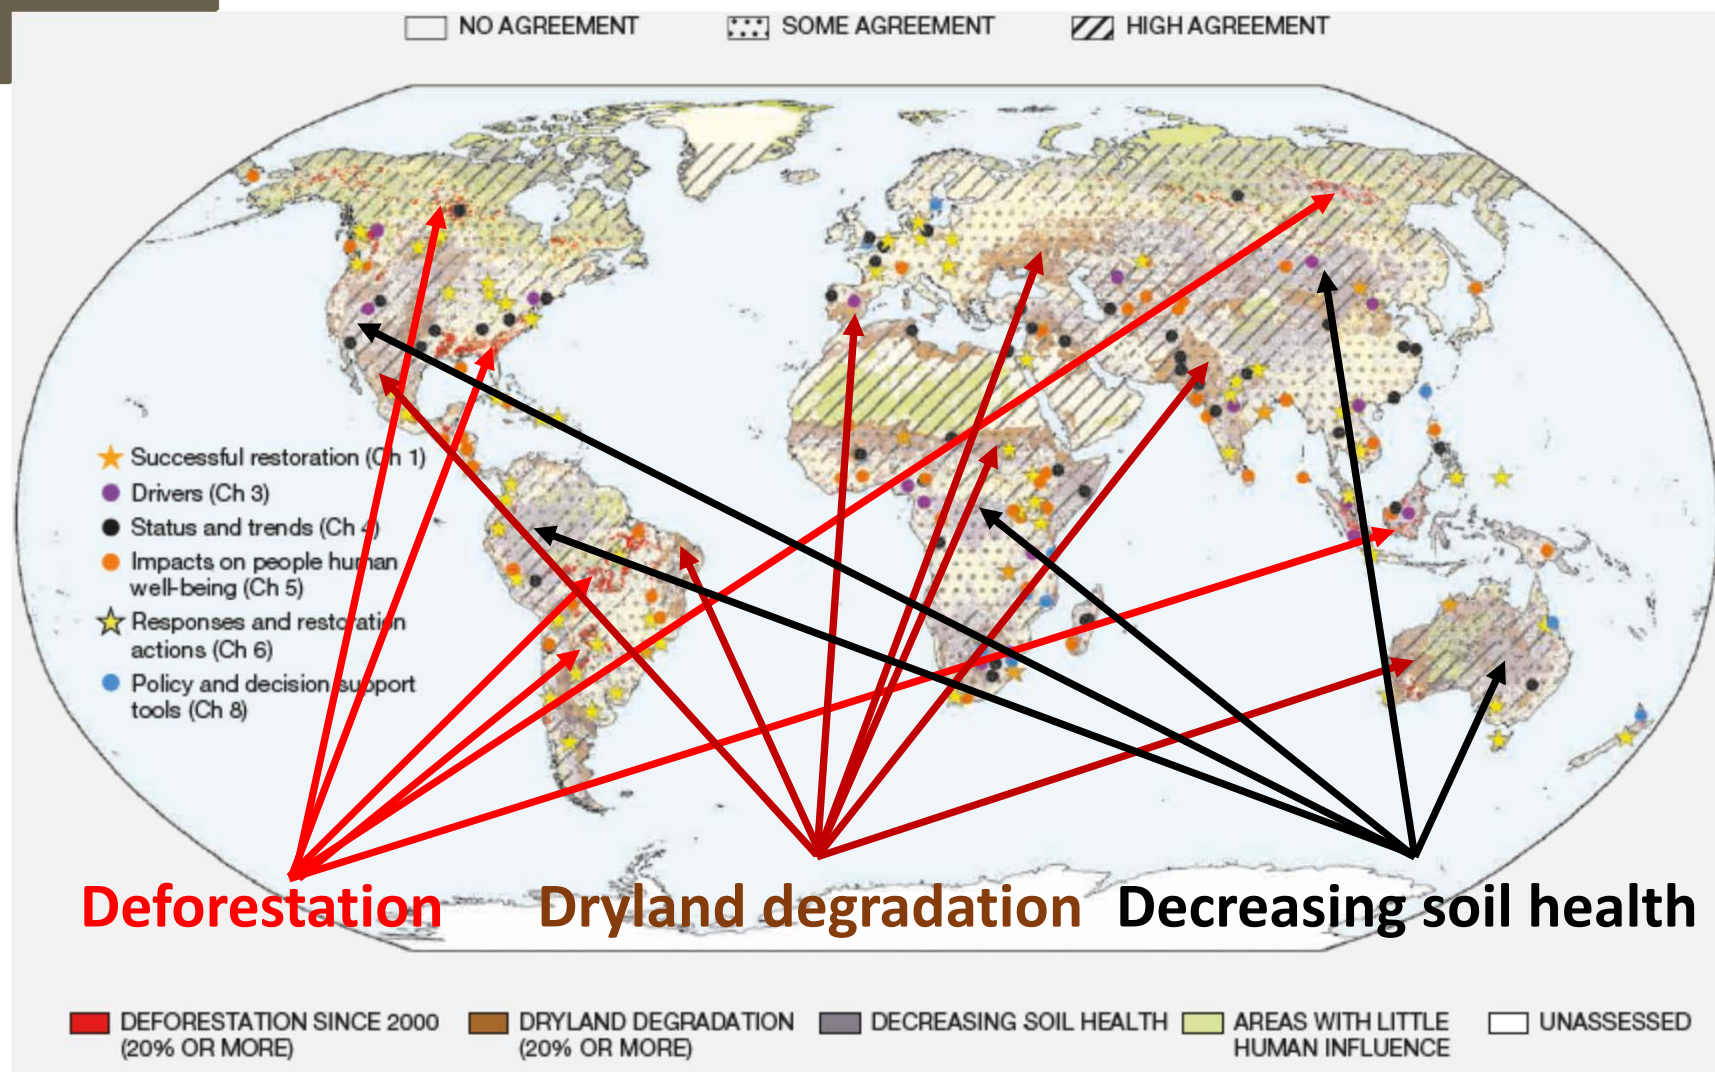 NO AGREEMENT
SOME AGREEMENT
HIGH AGREEMENT
Successful restoration (Ch 1)
Drivers (Ch 3)
Status and trends (Ch 4)
Impacts on people human
well-being (Ch 5)
Responses and restoration
actions (Ch 6)
Policy and decision support
tools (Ch 8)
Deforestation
Dryland degradation
Decreasing soil health
DEFORESTATION SINCE 2000
(20% OR MORE)
DRYLAND DEGRADATION
(20% OR MORE)
DECREASING SOIL HEALTH
AREAS WITH LITTLE
HUMAN INFLUENCE
UNASSESSED